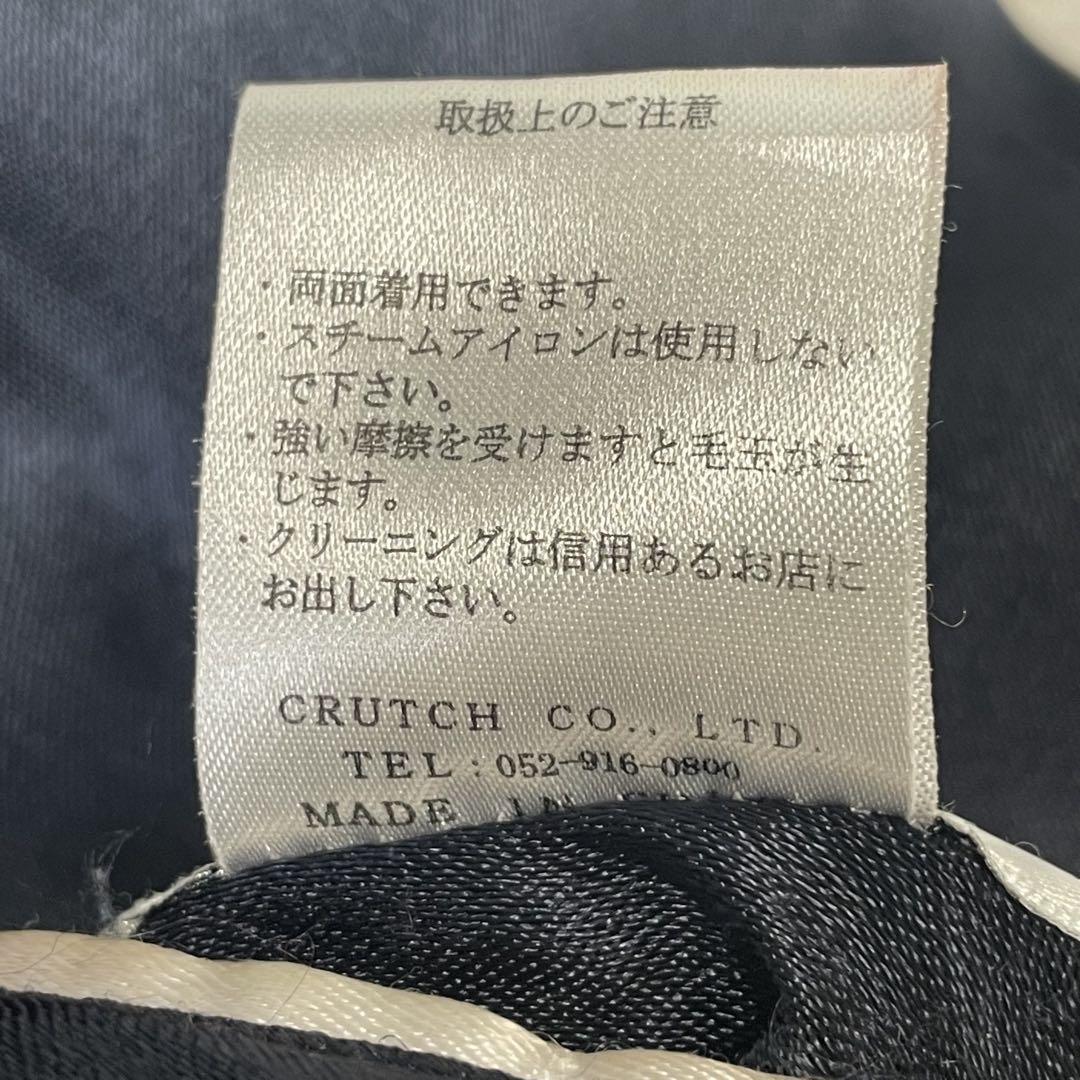 取扱上のご注意
・両面着用できます。
・スチームアイロンは使用しない
で下さい。
・強い摩擦を受けますと毛玉が生
じます。
・クリーニングは信用あるお店に
お出し下さい。
CRUTCH CO., LTD.
TEL:052-916-0800
MADE IN